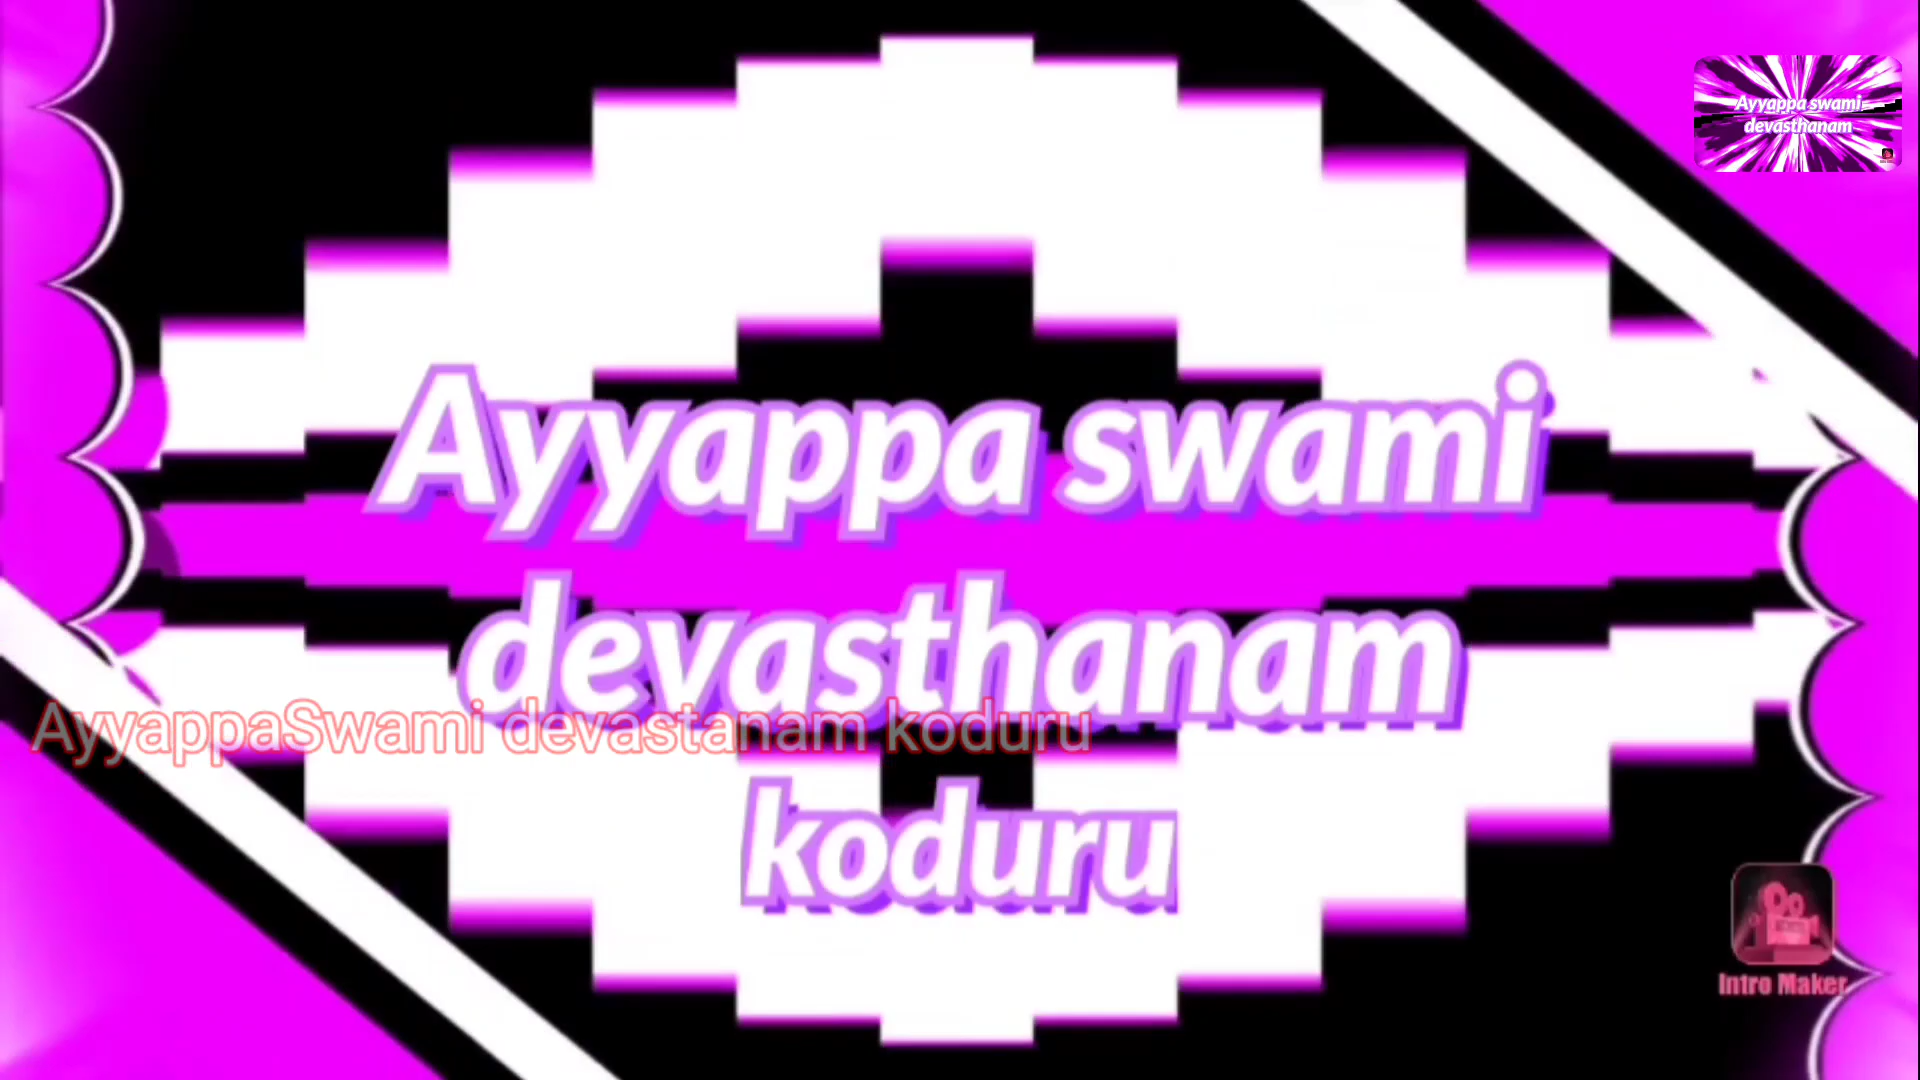 Ayyappa swami
devasthanam
Ayyappa swami
devasthanam
AyyappaSwami devastanam koduru
koduru
Intro Maker